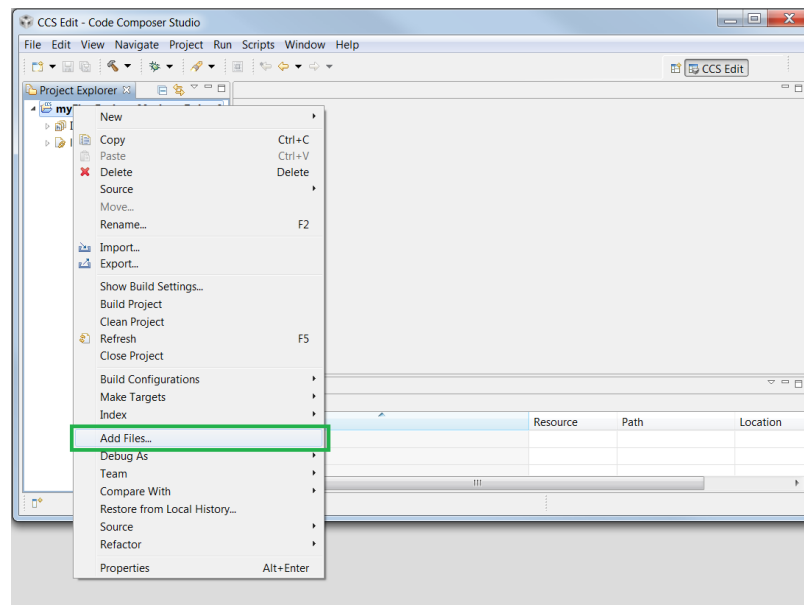 CCS Edit - Code Composer Studio
File Edit View Navigate Project Run Scripts Window Help
CCS Edit
Project Explorer
my
New
Copy Ctrl+C
Paste Ctrl+V
Delete Delete
Source
Move...
Rename... F2
Import...
Export...
Show Build Settings...
Build Project
Clean Project
Refresh F5
Close Project
Build Configurations
Make Targets
Index
Resource Path Location
Add Files...
Debug As
Team
Compare With
Restore from Local History...
Source
Refactor
Properties Alt+Enter